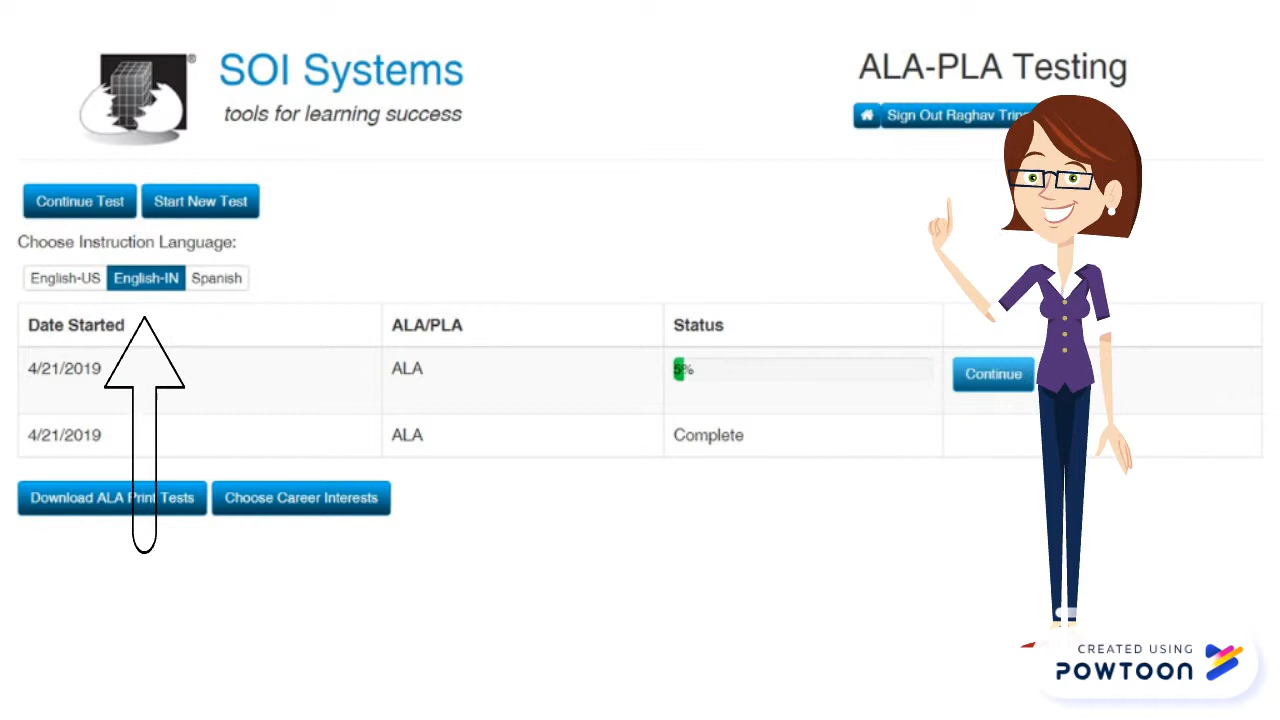 SOI Systems
®
tools for learning success
ALA-PLA Testing
Sign Out Raghav
Continue Test
Start New Test
Choose Instruction Language:
English-US English-IN Spanish
Date Started ALA/PLA Status
4/21/2019 ALA 5% Continue
4/21/2019 ALA Complete
Download ALA Print Tests
Choose Career Interests
CREATED USING
POWTOON